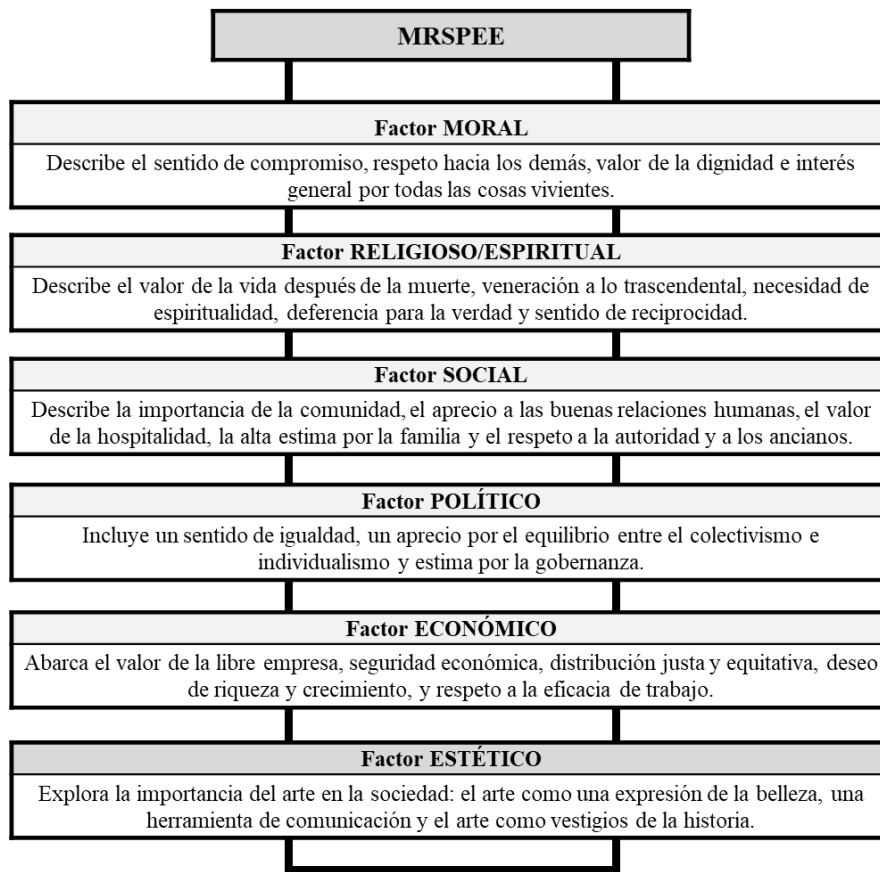 MRSPEE
Factor MORAL
Describe el sentido de compromiso, respeto hacia los demás, valor de la dignidad e interés
general por todas las cosas vivientes.
Factor RELIGIOSO/ESPIRITUAL
Describe el valor de la vida después de la muerte, veneración a lo trascendental, necesidad de
espiritualidad, deferencia para la verdad y sentido de reciprocidad.
Factor SOCIAL
Describe la importancia de la comunidad, el aprecio a las buenas relaciones humanas, el valor
de la hospitalidad, la alta estima por la familia y el respeto a la autoridad y a los ancianos.
Factor POLÍTICO
Incluye un sentido de igualdad, un aprecio por el equilibrio entre el colectivismo e
individualismo y estima por la gobernanza.
Factor ECONÓMICO
Abarca el valor de la libre empresa, seguridad económica, distribución justa y equitativa, deseo
de riqueza y crecimiento, y respeto a la eficacia de trabajo.
Factor ESTÉTICO
Explora la importancia del arte en la sociedad: el arte como una expresión de la belleza, una
herramienta de comunicación y el arte como vestigios de la historia.